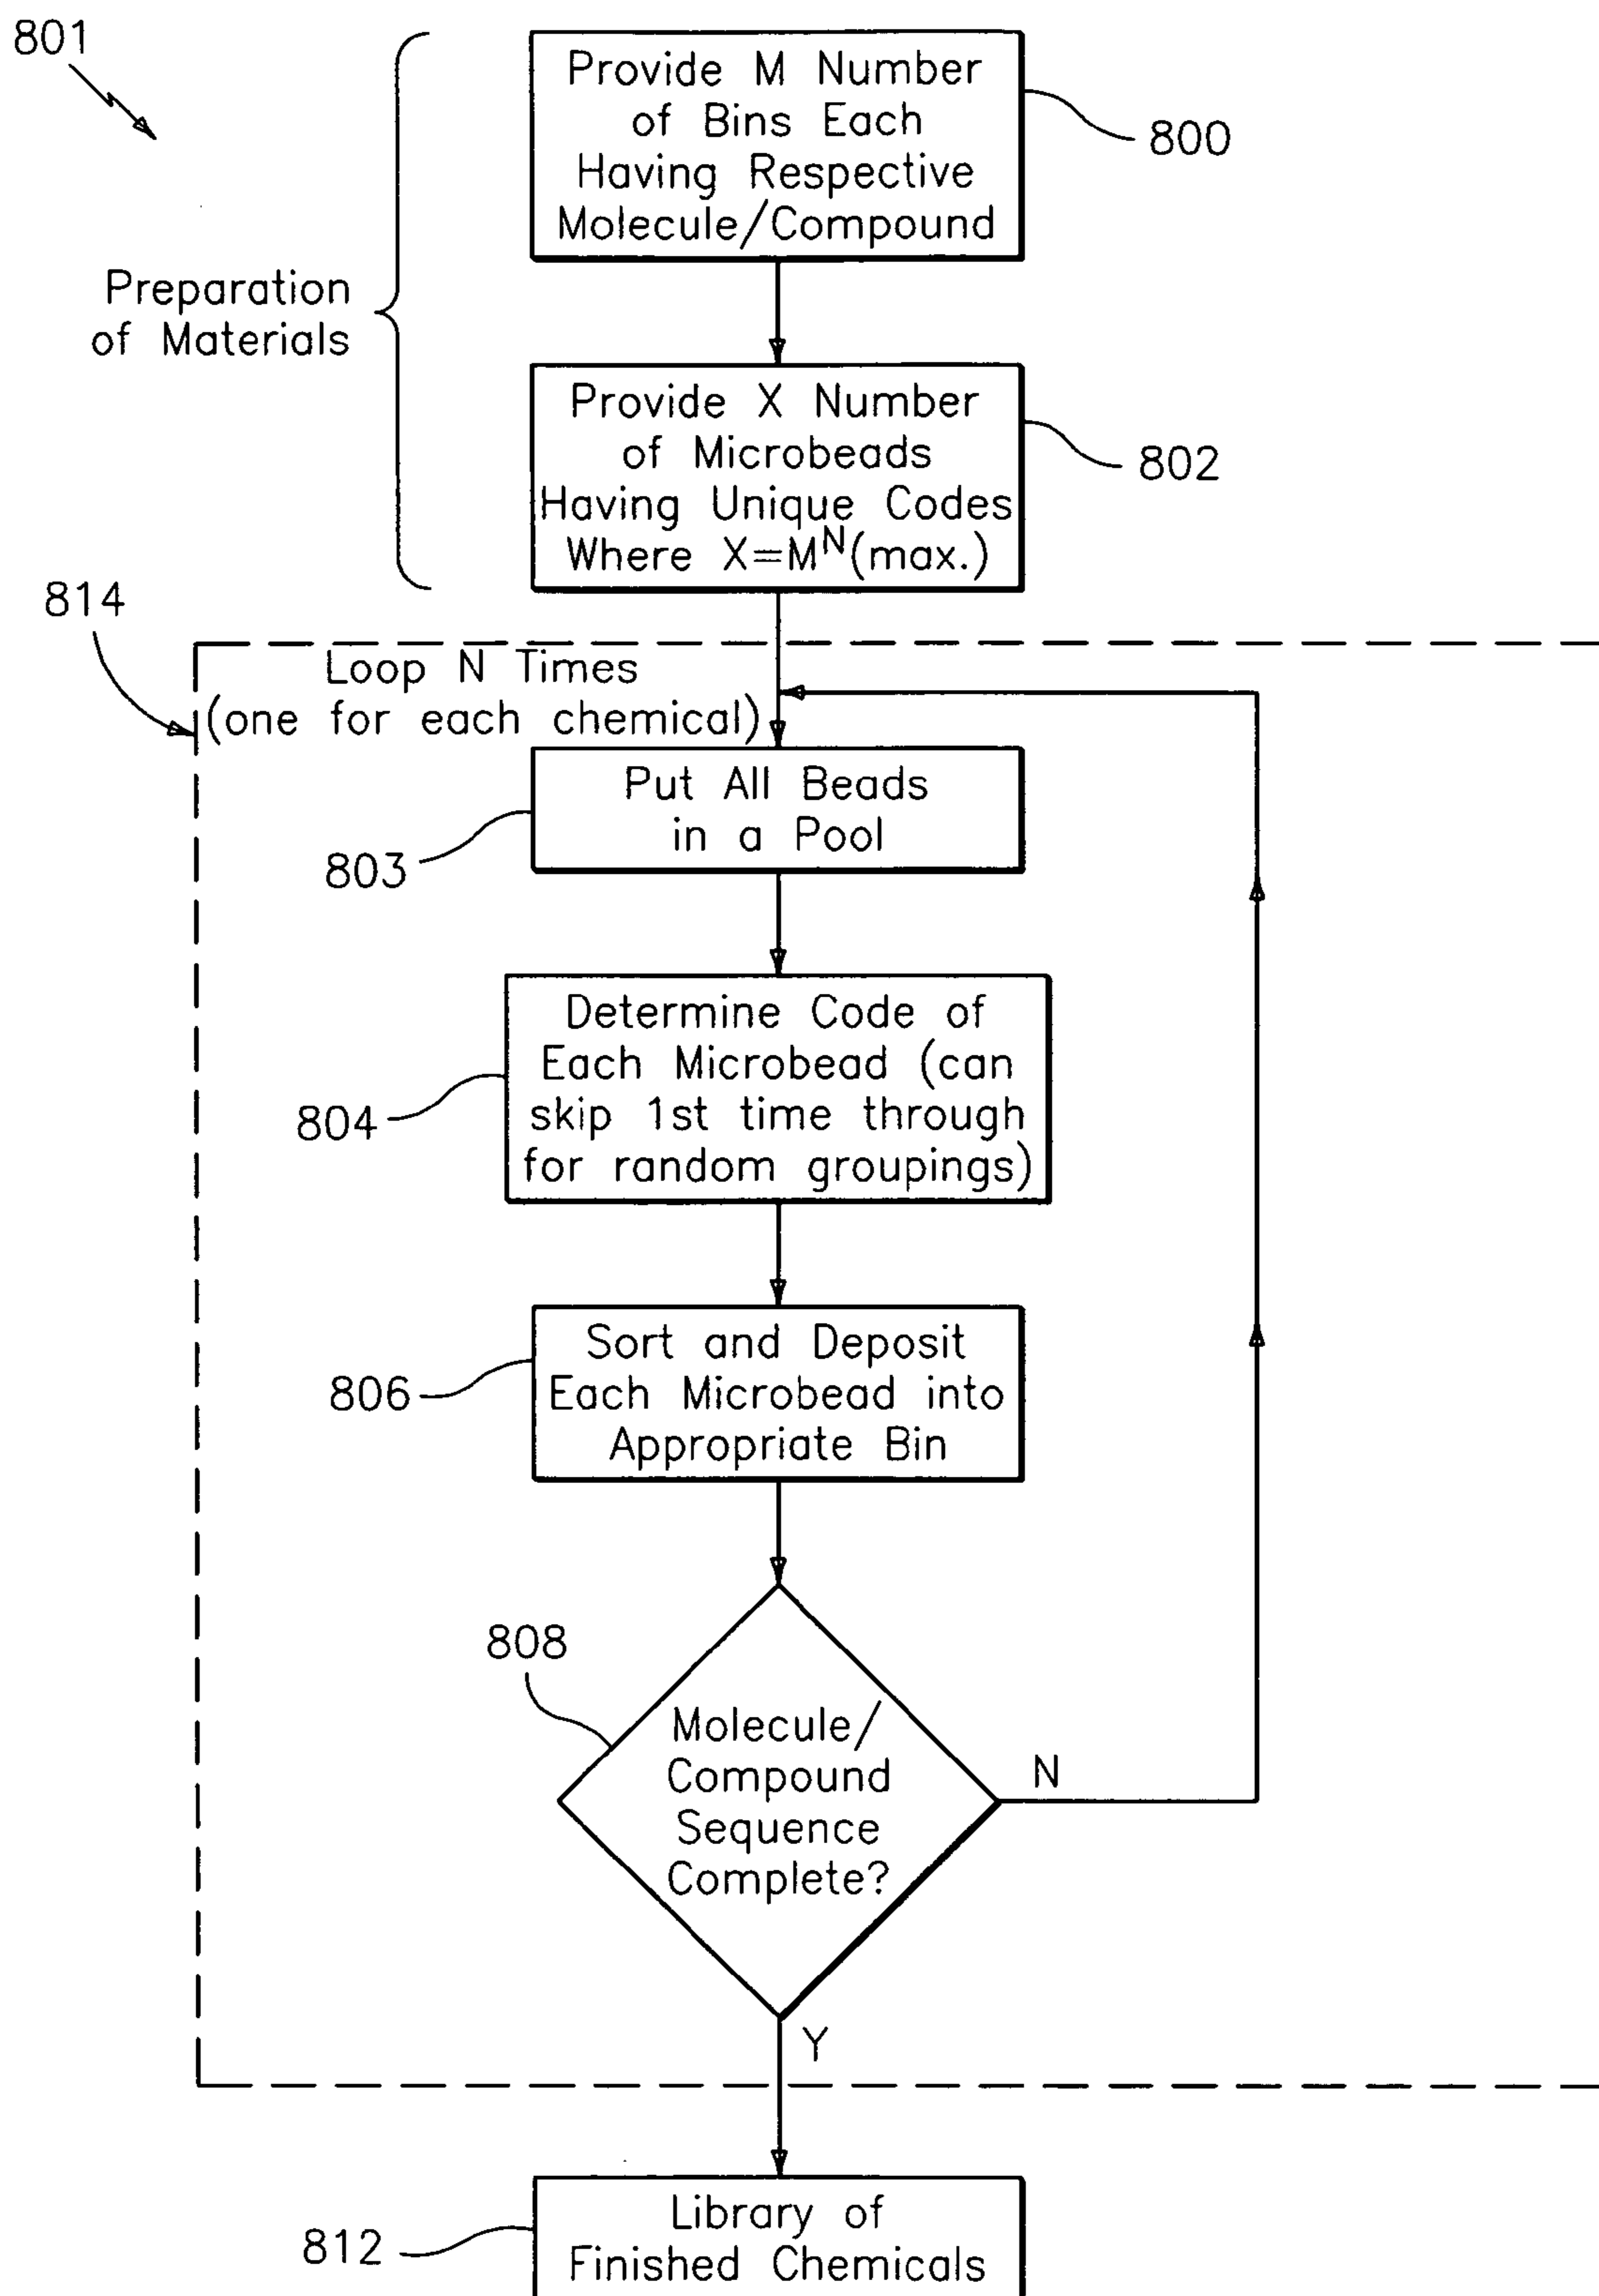 801
Provide M Number
of Bins Each
Having Respective
Molecule/Compound
800
Preparation
of Materials
Provide X Number
of Microbeads
Having Unique Codes
Where X=M^N(max.)
802
814
Loop N Times
(one for each chemical)
Put All Beads
in a Pool
803
Determine Code of
Each Microbead (can
skip 1st time through
for random groupings)
804
Sort and Deposit
Each Microbead into
Appropriate Bin
806
808
Molecule/
Compound
Sequence
Complete?
N
Y
Library of
Finished Chemicals
812